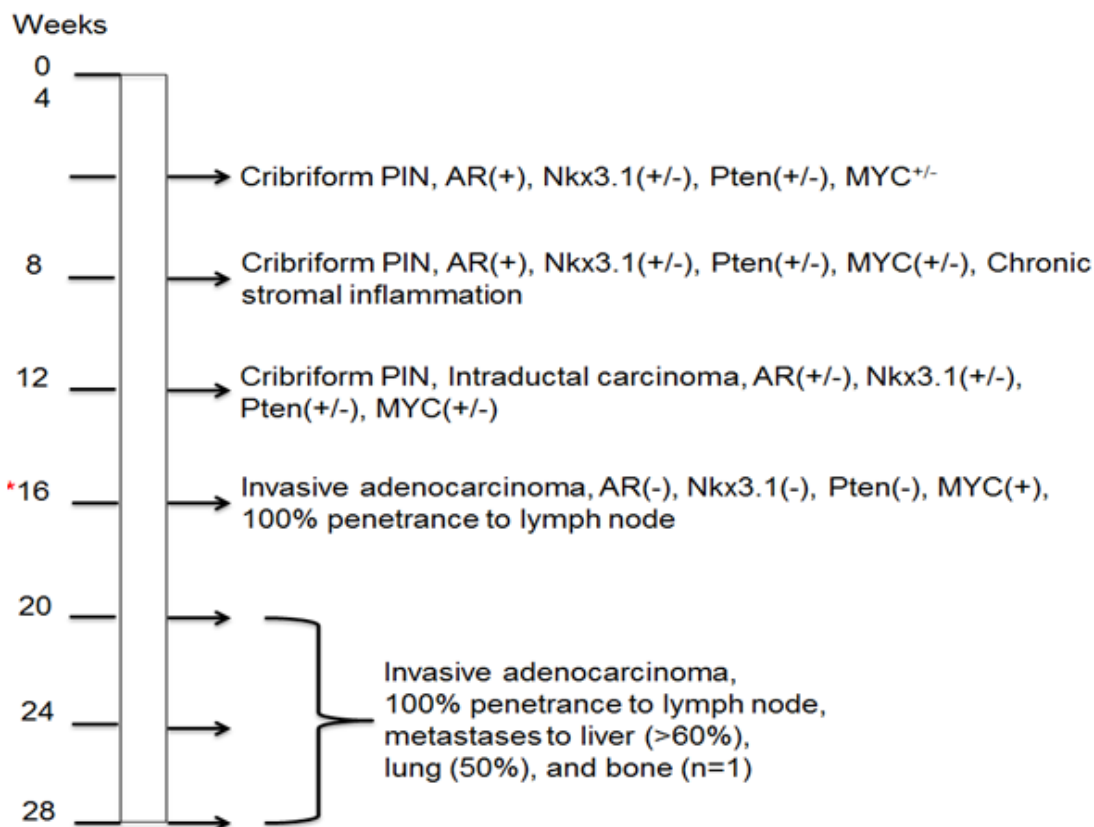 Weeks
0
4
Cribriform PIN, AR(+), Nkx3.1(+/-), Pten(+/-), MYC+/-
8
Cribriform PIN, AR(+), Nkx3.1(+/-), Pten(+/-), MYC(+/-), Chronic
stromal inflammation
12
Cribriform PIN, Intraductal carcinoma, AR(+/-), Nkx3.1(+/-),
Pten(+/-), MYC(+/-)
*16
Invasive adenocarcinoma, AR(-), Nkx3.1(-), Pten(-), MYC(+),
100% penetrance to lymph node
20
24
Invasive adenocarcinoma,
100% penetrance to lymph node,
metastases to liver (>60%),
lung (50%), and bone (n=1)
28